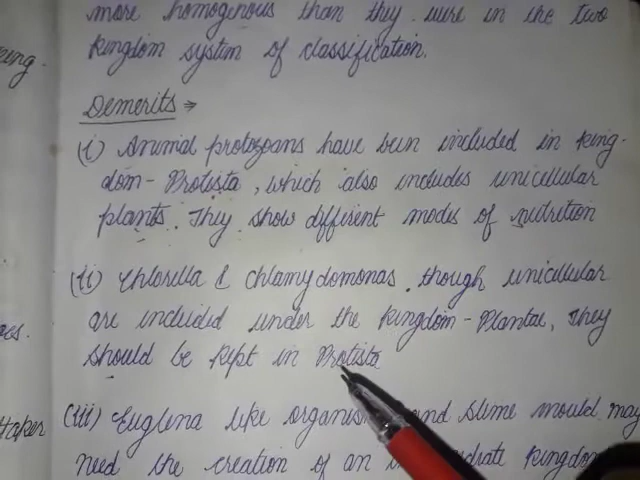 more homogenous than they were in the two
kingdom system of classification.
Demerits →
(i) Animal protozoans have been included in king-
dom - Protista, which also includes unicellular
plants. They show different modes of nutrition
(ii) Chlorella & chlamydomonas. though unicellular
are included under the kingdom - Plantae, They
should be kept in Protista
(iii) Euglena like and slime mould may
need the creation of an kingdom